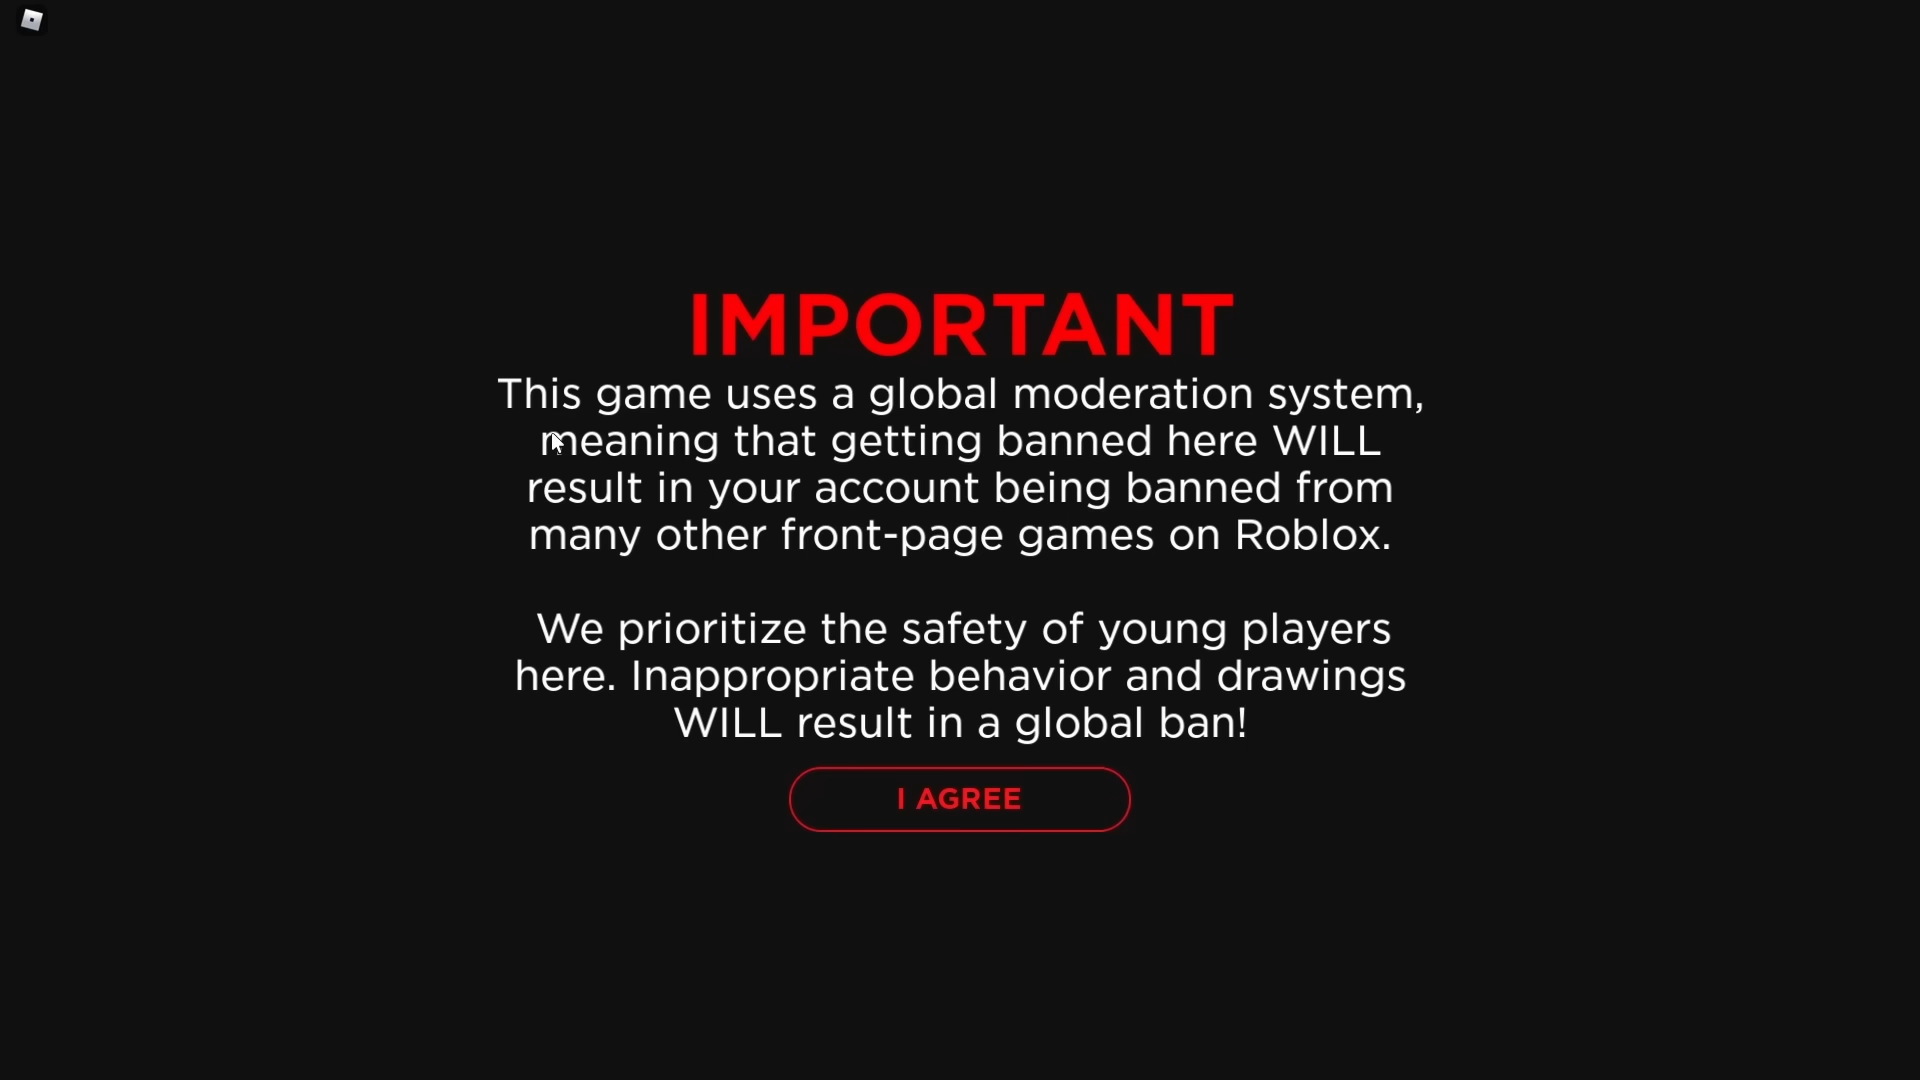 IMPORTANT
This game uses a global moderation system,
meaning that getting banned here WILL
result in your account being banned from
many other front-page games on Roblox.
We prioritize the safety of young players
here. Inappropriate behavior and drawings
WILL result in a global ban!
I AGREE